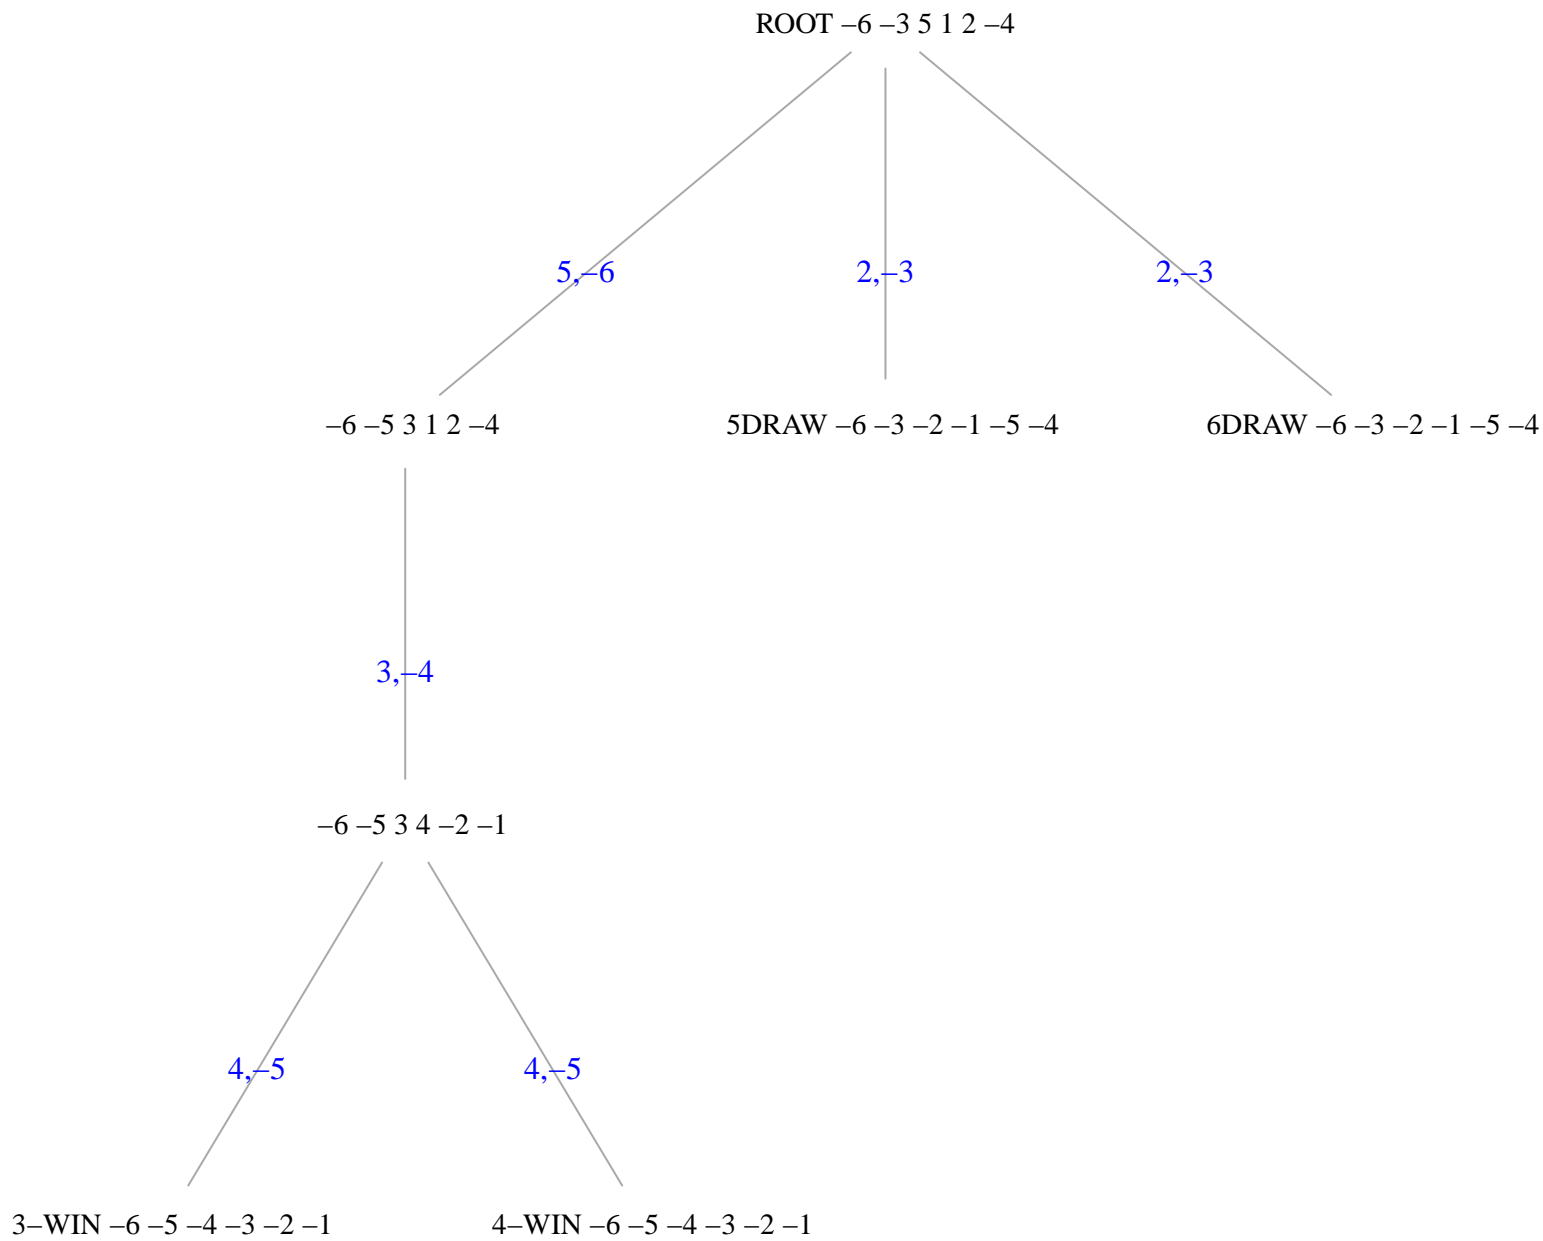 ROOT –6 –3 5 1 2 –4
5,–6
2,–3
2,–3
–6 –5 3 1 2 –4
5DRAW –6 –3 –2 –1 –5 –4
6DRAW –6 –3 –2 –1 –5 –4
3,–4
–6 –5 3 4 –2 –1
4,–5
4,–5
3–WIN –6 –5 –4 –3 –2 –1
4–WIN –6 –5 –4 –3 –2 –1